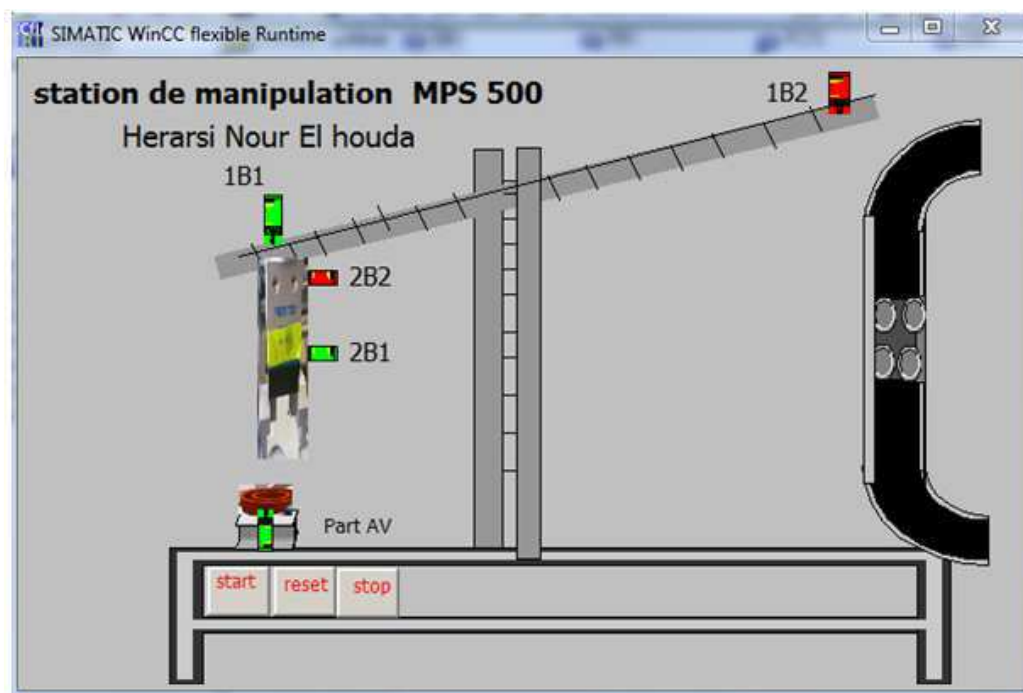 SIMATIC WinCC flexible Runtime
station de manipulation MPS 500
1B2
Herarsi Nour El houda
1B1
2B2
2B1
Part AV
start reset stop